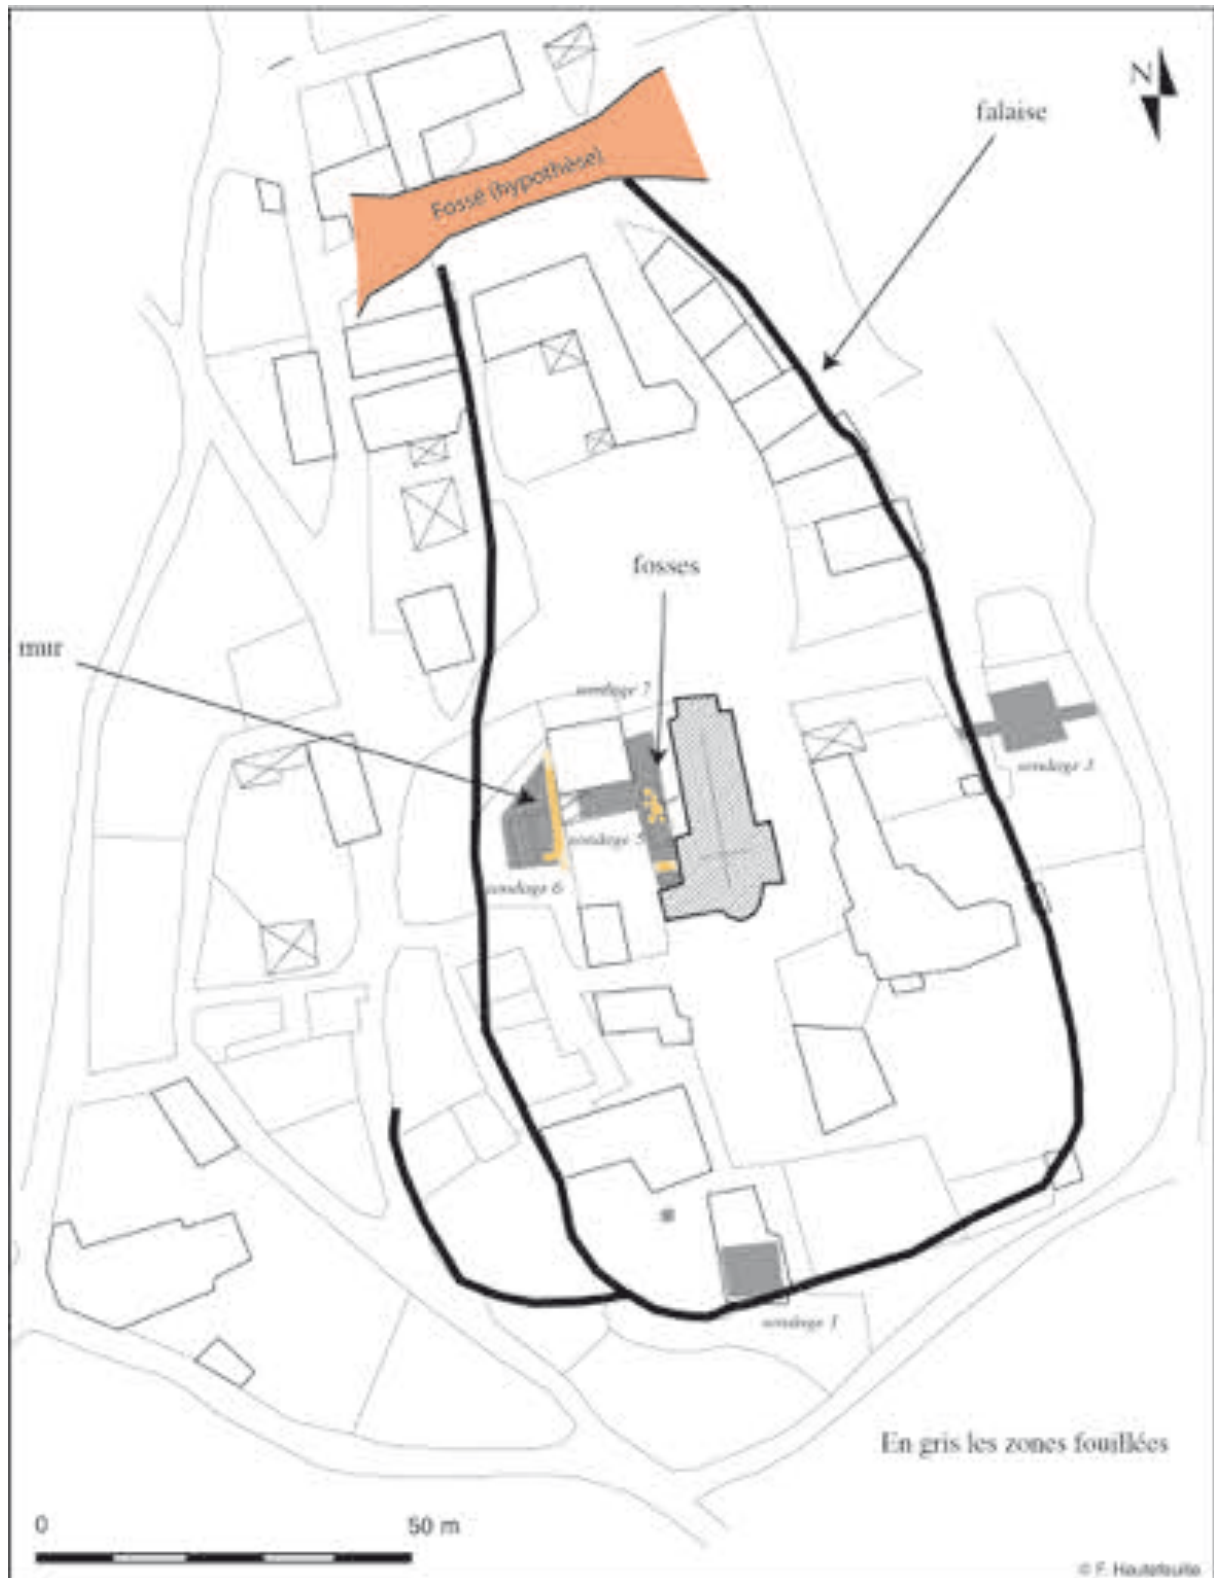 N
falaise
Fossé (hypothèse)
fosses
mur
sondage 7
sondage 3
sondage 5
sondage 6
sondage 1
En gris les zones fouillées
0 50 m
© F. Hautefeuille